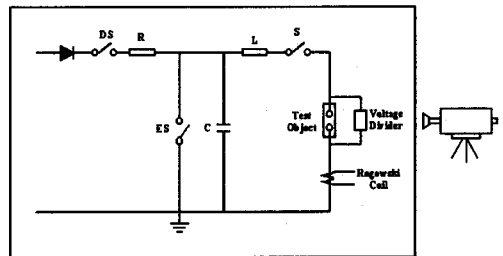 DS
R
L
S
ES
C
Test
Object
Voltage
Divider
Rogowski
Coil